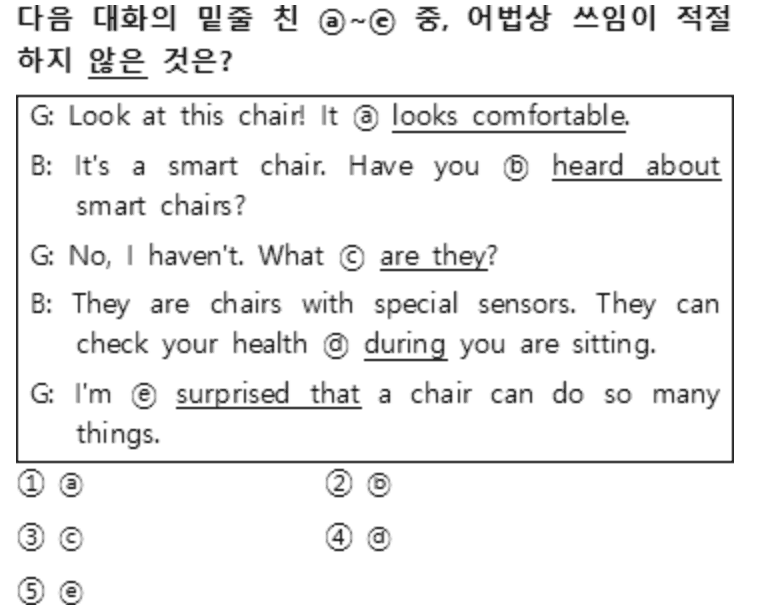 다음 대화의 밑줄 친 ⓐ~ⓔ 중, 어법상 쓰임이 적절
하지 않은 것은?
G: Look at this chair! It ⓐ looks comfortable.
B: It's a smart chair. Have you ⓑ heard about
smart chairs?
G: No, I haven't. What ⓒ are they?
B: They are chairs with special sensors. They can
check your health ⓓ during you are sitting.
G: I'm ⓔ surprised that a chair can do so many
things.
① ⓐ ② ⓑ
③ ⓒ ④ ⓓ
⑤ ⓔ